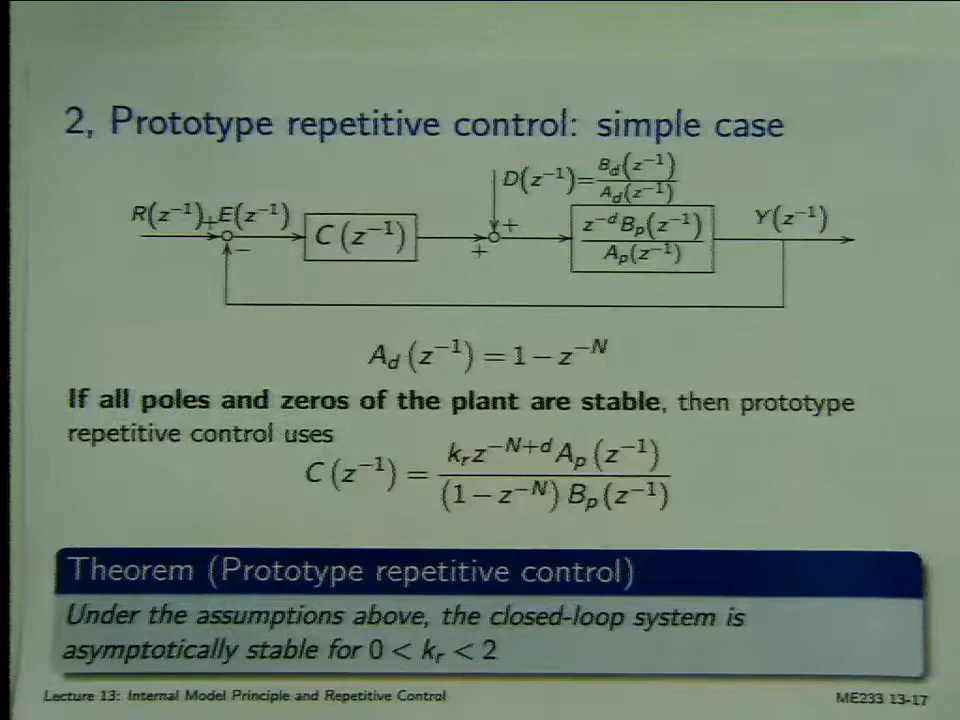 2, Prototype repetitive control: simple case
D(z⁻¹)=B_d(z⁻¹)/A_d(z⁻¹)
R(z⁻¹) + E(z⁻¹) C(z⁻¹) + z⁻ᵈB_p(z⁻¹)/A_p(z⁻¹) Y(z⁻¹)
− +
A_d(z⁻¹) = 1 − z⁻ᴺ
If all poles and zeros of the plant are stable, then prototype
repetitive control uses
C(z⁻¹) = k_r z^{−N+d} A_p(z⁻¹) / (1 − z⁻ᴺ) B_p(z⁻¹)
Theorem (Prototype repetitive control)
Under the assumptions above, the closed-loop system is
asymptotically stable for 0 < k_r < 2
Lecture 13: Internal Model Principle and Repetitive Control
ME233 13-17